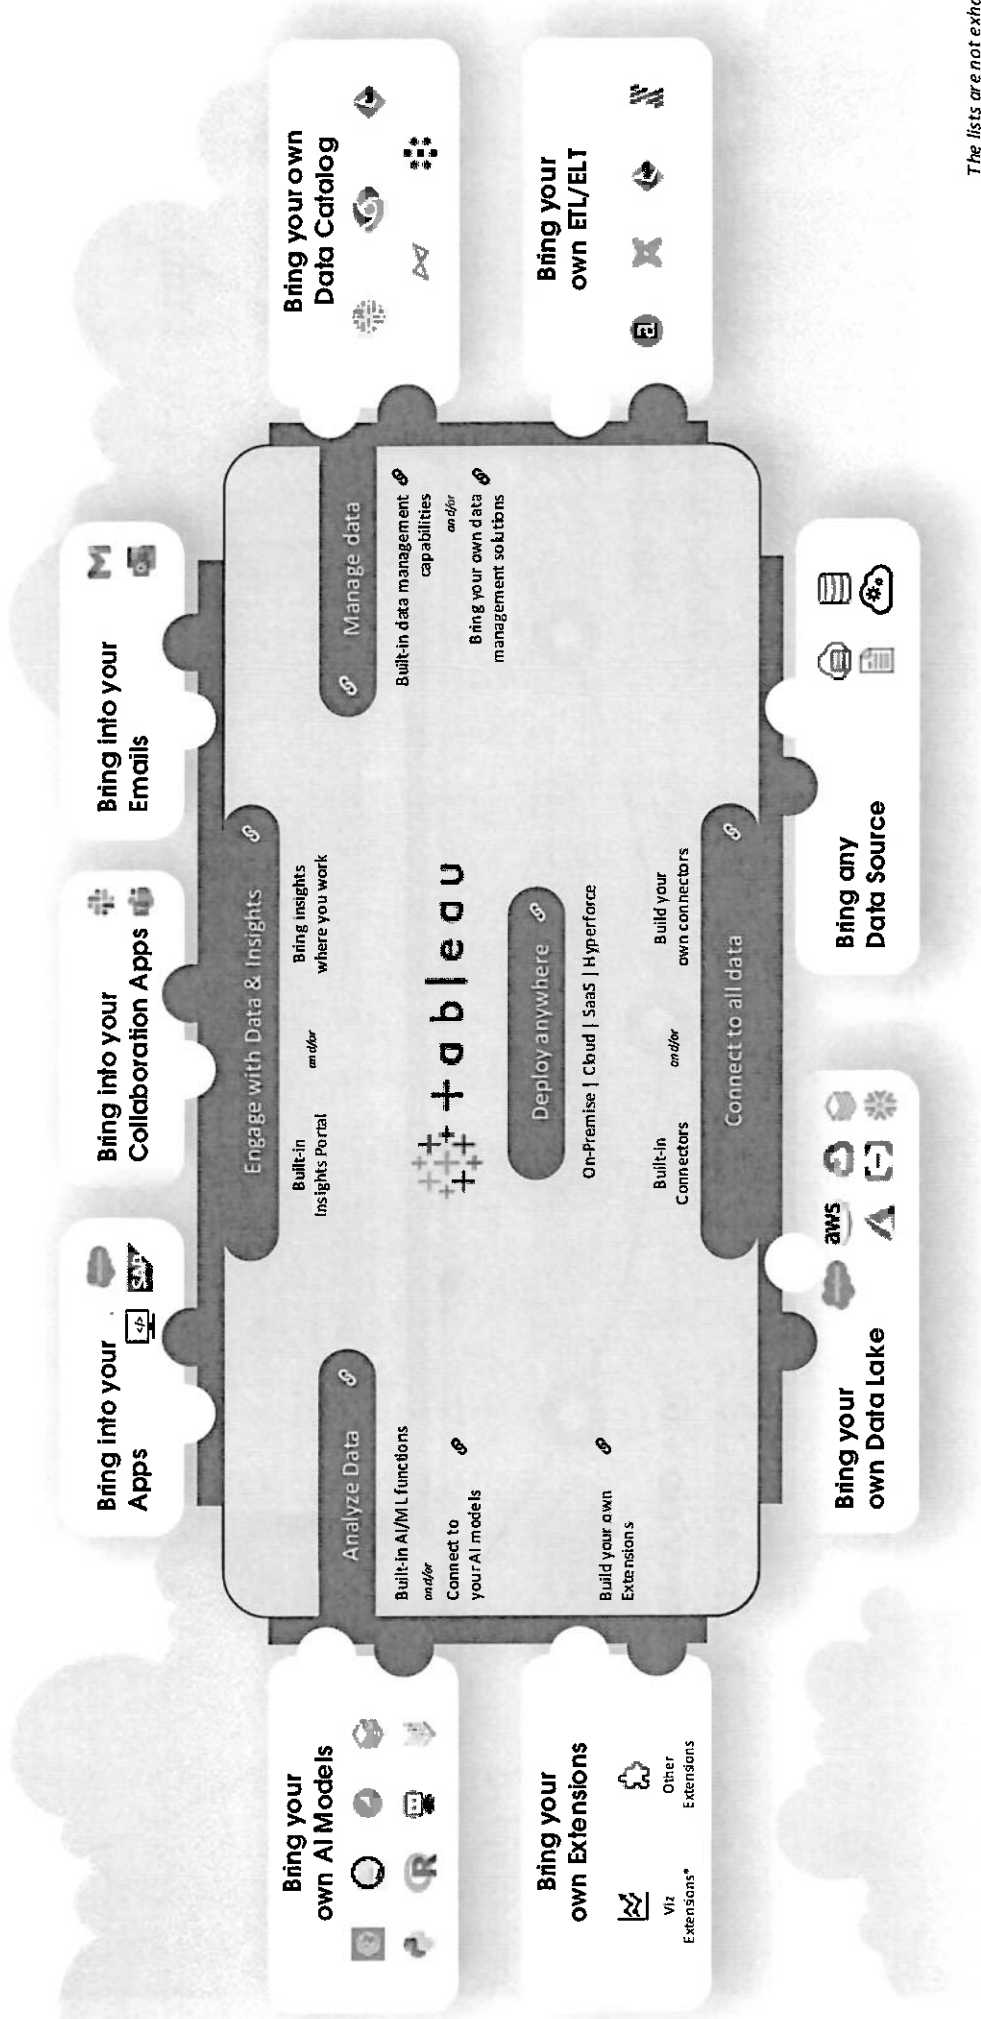 Bring into your
Apps
</>
SAP
Bring into your
Collaboration Apps
Bring into your
Emails
M
Bring your
own AI Models
R
Bring your
own Extensions
Viz
Extensions*
Other
Extensions
Analyze Data
Built-in AI/ML functions
and/or
Connect to
your AI models
Build your own
Extensions
Engage with Data & Insights
Built-in
Insights Portal
and/or
Bring insights
where you work
tableau
Deploy anywhere
On-Premise | Cloud | SaaS | Hyperforce
Built-in
Connectors
and/or
Build your
own connectors
Connect to all data
Manage data
Built-in data management
capabilities
and/or
Bring your own data
management solutions
Bring your own
Data Catalog
Bring your
own ETL/ELT
a
Bring your
own Data Lake
aws
Bring any
Data Source
The lists are not